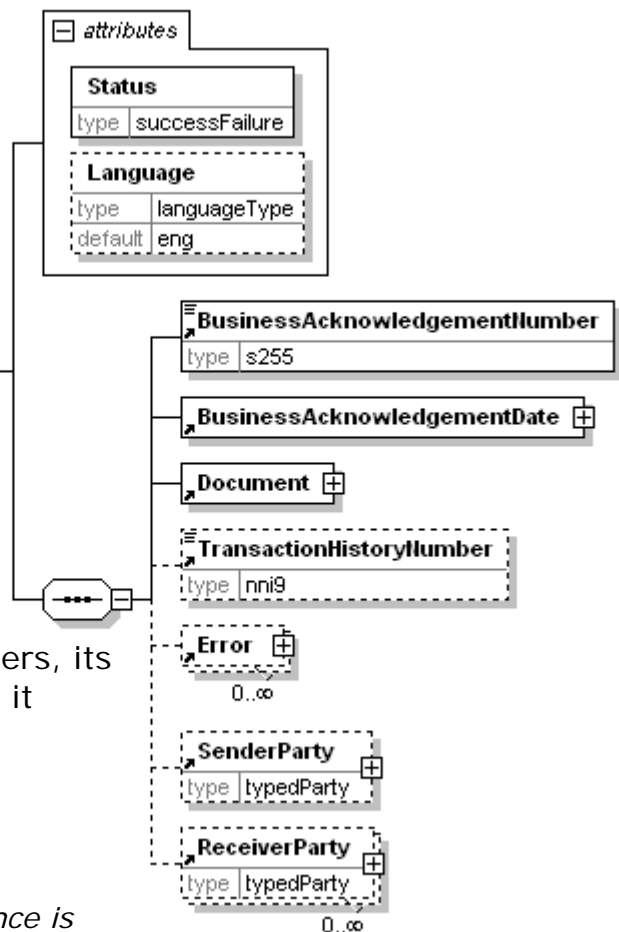 attributes
Status
type successFailure
Language
type languageType
default eng
BusinessAcknowledgementNumber
type s255
BusinessAcknowledgementDate
Document
TransactionHistoryNumber
type nni9
ers, its
it
Error
0..∞
SenderParty
type typedParty
ReceiverParty
type typedParty
nce is
0..∞